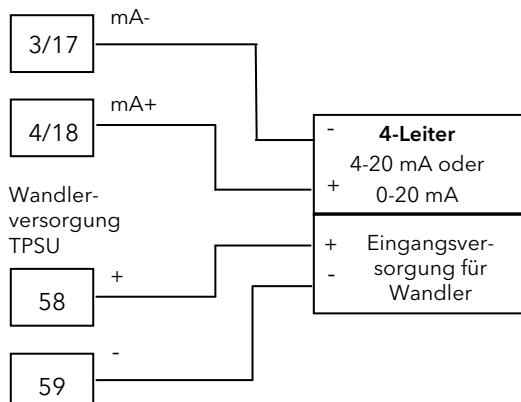 mA-
3/17
mA+
4/18
Wandler-
versorgung
TPSU
+
58
-
59
-
4-Leiter
4-20 mA oder
+
0-20 mA
+
Eingangsver-
-
sorgung für
Wandler